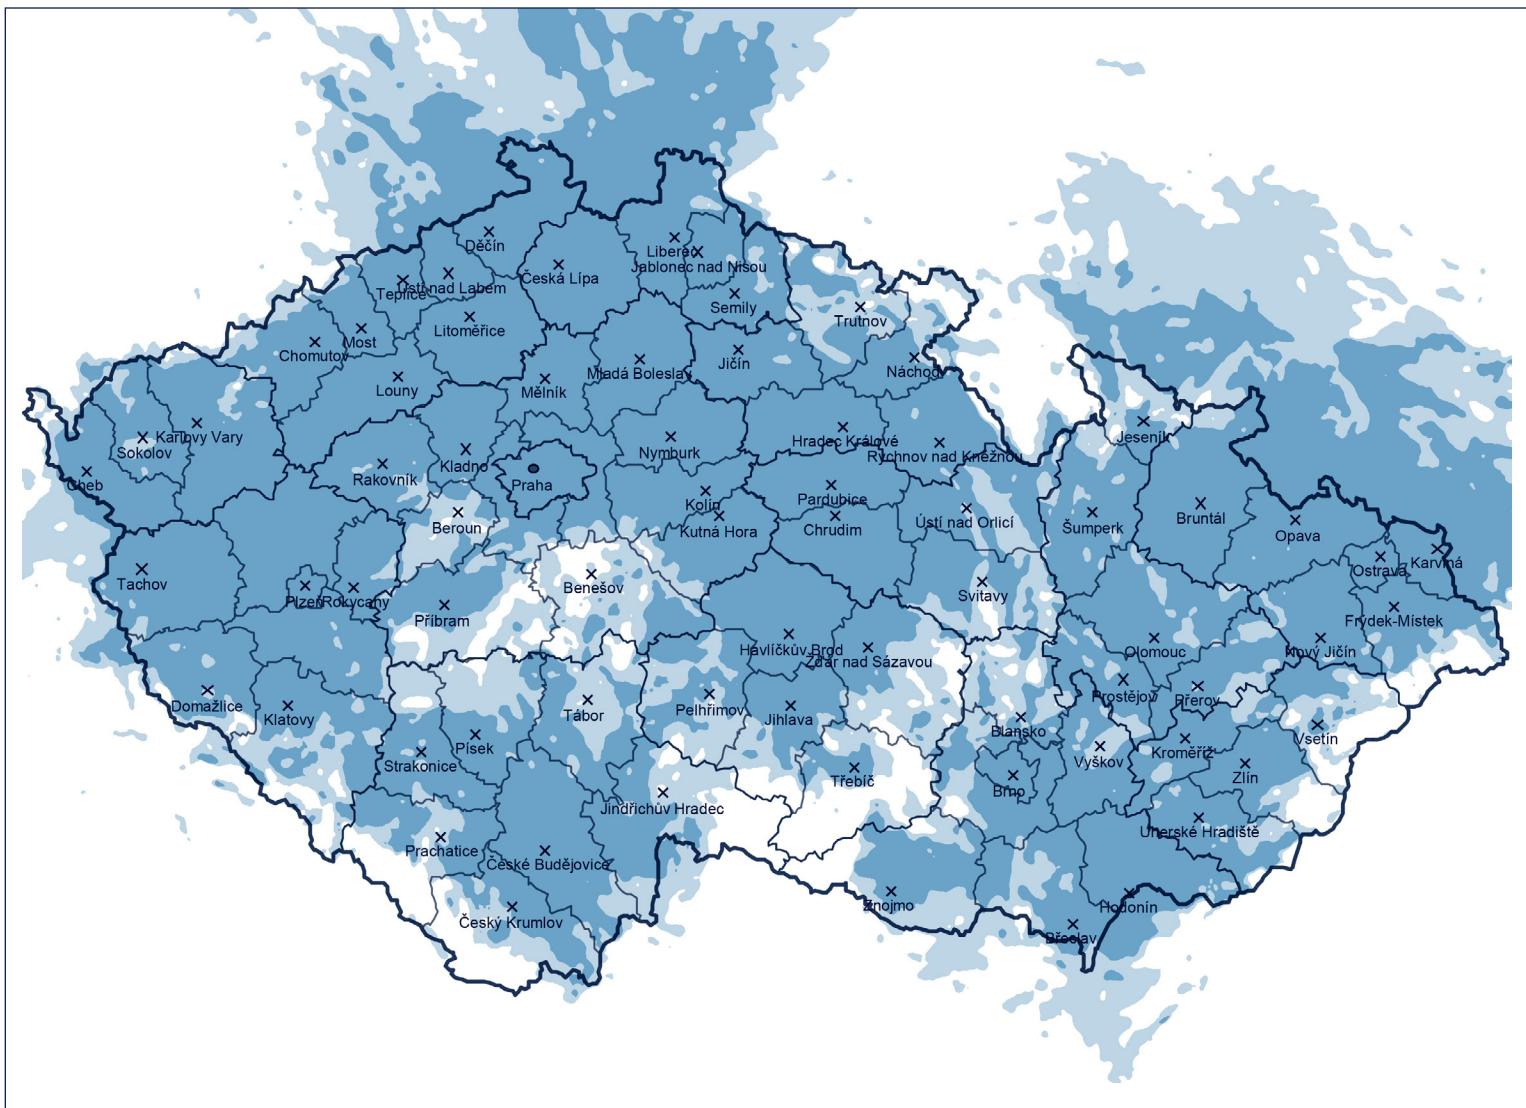 Děčín
Liberec
Jablonec nad Nisou
Česká Lípa
Ústí nad Labem
Teplice
Semily
Trutnov
Litoměřice
Most
Chomutov
Jičín
Náchod
Mladá Boleslav
Louny
Mělník
Karlovy Vary
Sokolov
Jeseník
Hradec Králové
Rychnov nad Kněžnou
Nymburk
Kladno
Rakovník
Praha
Cheb
Pardubice
Kolín
Kutná Hora
Chrudim
Ústí nad Orlicí
Beroun
Šumperk
Bruntál
Opava
Ostrava
Karviná
Tachov
Benešov
Svitavy
Plzeň
Rokycany
Příbram
Frýdek-Místek
Havlíčkův Brod
Žďár nad Sázavou
Olomouc
Nový Jičín
Prostějov
Přerov
Domažlice
Klatovy
Tábor
Pelhřimov
Jihlava
Blansko
Vsetín
Písek
Strakonice
Kroměříž
Vyškov
Třebíč
Brno
Zlín
Jindřichův Hradec
Uherské Hradiště
Prachatice
České Budějovice
Znojmo
Hodonín
Český Krumlov
Břeclav